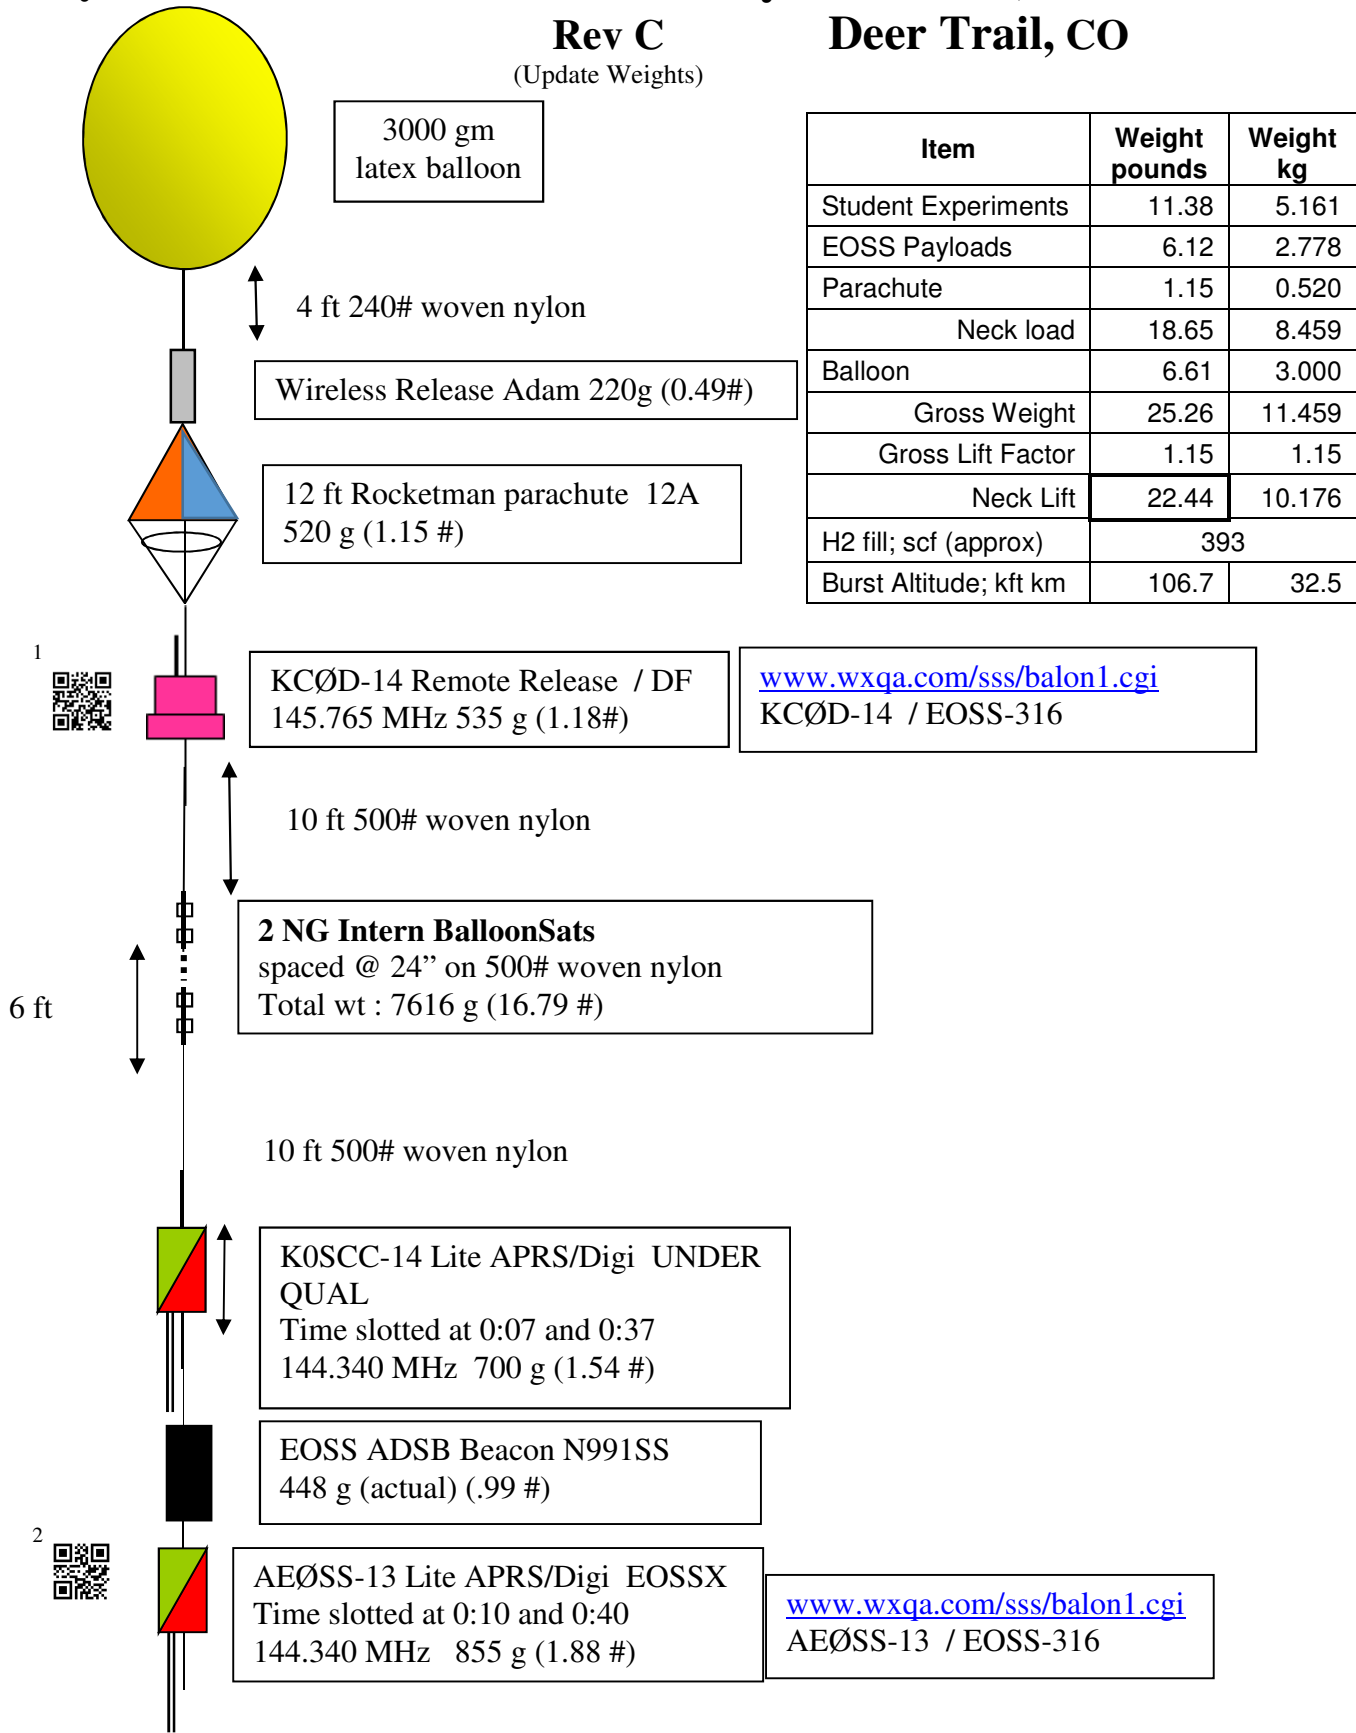 Rev C
Deer Trail, CO
(Update Weights)
3000 gm
latex balloon
Item Weight pounds Weight kg
Student Experiments 11.38 5.161
EOSS Payloads 6.12 2.778
Parachute 1.15 0.520
Neck load 18.65 8.459
Balloon 6.61 3.000
Gross Weight 25.26 11.459
Gross Lift Factor 1.15 1.15
Neck Lift 22.44 10.176
H2 fill; scf (approx) 393
Burst Altitude; kft km 106.7 32.5
4 ft 240# woven nylon
Wireless Release Adam 220g (0.49#)
12 ft Rocketman parachute 12A
520 g (1.15 #)
1
KCØD-14 Remote Release / DF
145.765 MHz 535 g (1.18#)
www.wxqa.com/sss/balon1.cgi
KCØD-14 / EOSS-316
10 ft 500# woven nylon
2 NG Intern BalloonSats
spaced @ 24” on 500# woven nylon
Total wt : 7616 g (16.79 #)
6 ft
10 ft 500# woven nylon
K0SCC-14 Lite APRS/Digi UNDER
QUAL
Time slotted at 0:07 and 0:37
144.340 MHz 700 g (1.54 #)
EOSS ADSB Beacon N991SS
448 g (actual) (.99 #)
2
AEØSS-13 Lite APRS/Digi EOSSX
Time slotted at 0:10 and 0:40
144.340 MHz 855 g (1.88 #)
www.wxqa.com/sss/balon1.cgi
AEØSS-13 / EOSS-316